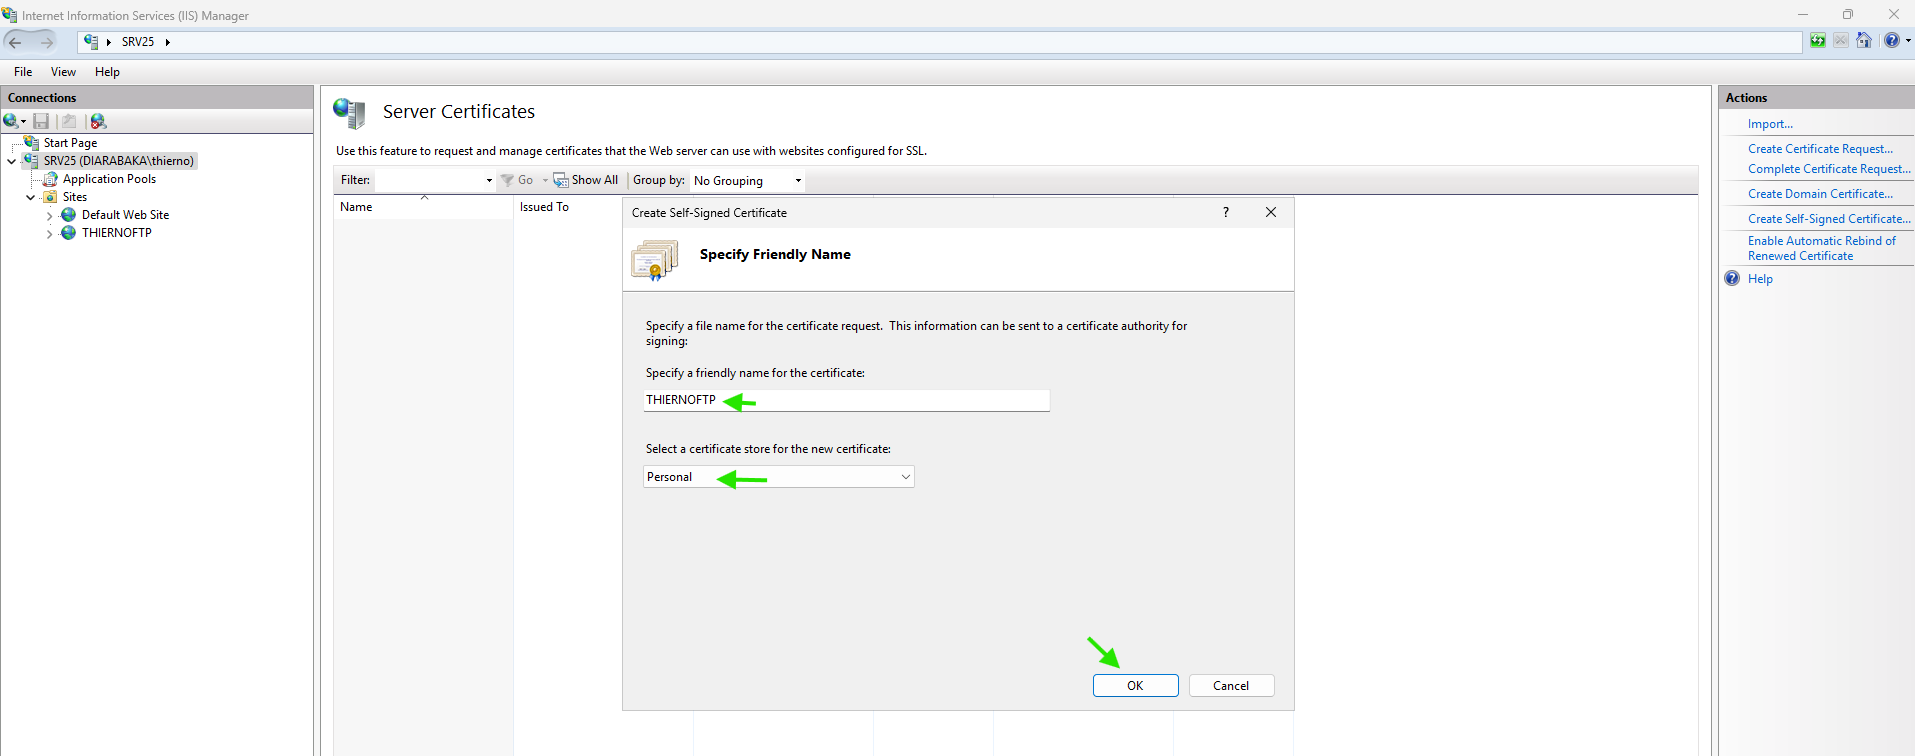 Internet Information Services (IIS) Manager
SRV25
File View Help
Connections
Start Page
SRV25 (DIARABAKA\thierno)
Application Pools
Sites
Default Web Site
THIERNOFTP
Server Certificates
Use this feature to request and manage certificates that the Web server can use with websites configured for SSL.
Filter: Go Show All Group by: No Grouping
Name Issued To
Create Self-Signed Certificate ?
Specify Friendly Name
Specify a file name for the certificate request. This information can be sent to a certificate authority for
signing:
Specify a friendly name for the certificate:
THIERNOFTP
Select a certificate store for the new certificate:
Personal
OK Cancel
Actions
Import...
Create Certificate Request...
Complete Certificate Request...
Create Domain Certificate...
Create Self-Signed Certificate...
Enable Automatic Rebind of
Renewed Certificate
Help